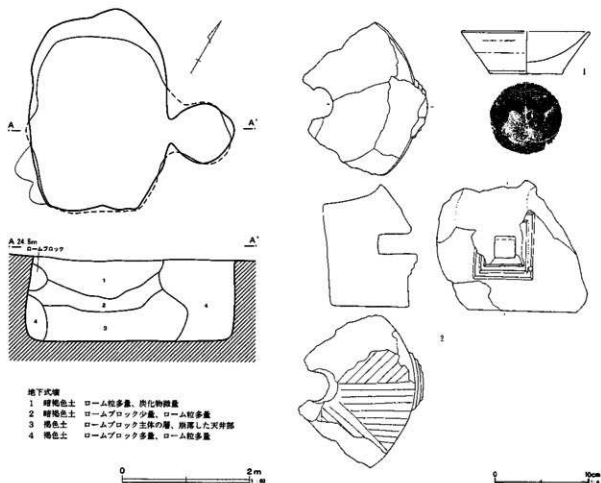 A
A'
A 24.5m
ロームブロック
A'
1
2
3
4
4
地下式壙
1 暗褐色土 ローム粒多量、炭化物微量
2 暗褐色土 ロームブロック少量、ローム粒多量
3 褐色土 ロームブロック主体の層、崩落した天井部
4 褐色土 ロームブロック多量、ローム粒多量
0 2m
1
2
0 10cm